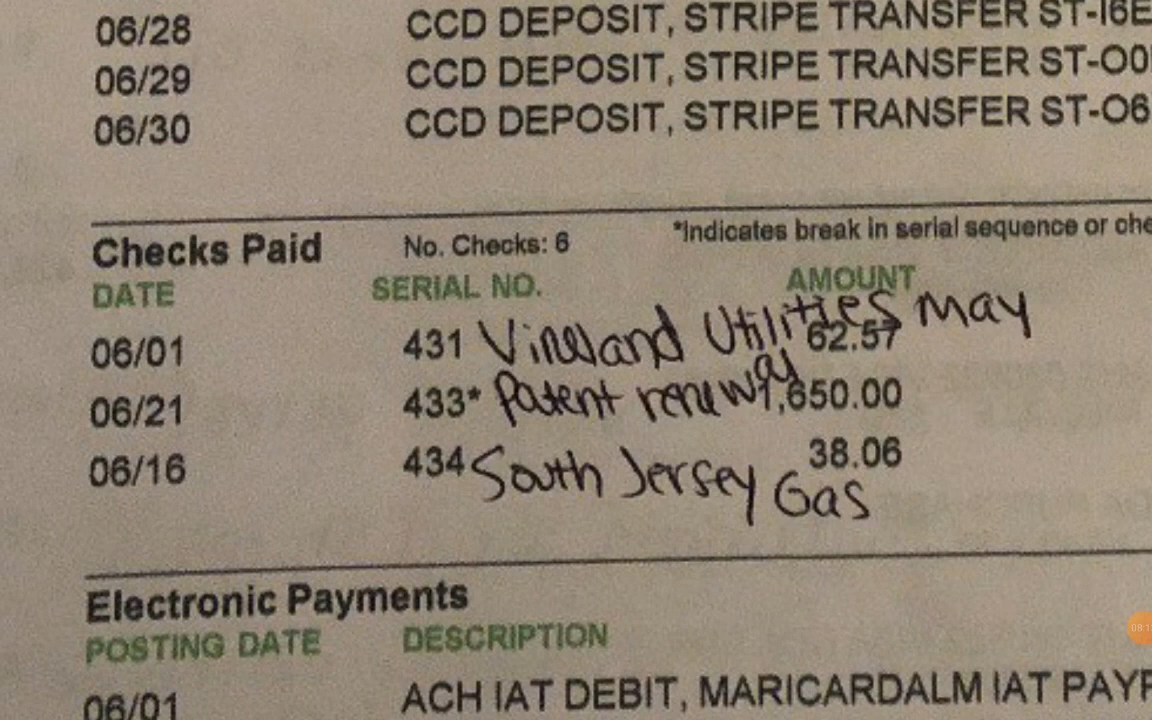 06/28 CCD DEPOSIT, STRIPE TRANSFER ST-I6E
06/29 CCD DEPOSIT, STRIPE TRANSFER ST-O0
06/30 CCD DEPOSIT, STRIPE TRANSFER ST-O6
Checks Paid No. Checks: 6 *Indicates break in serial sequence or che
DATE SERIAL NO. AMOUNT
06/01 431 Vineland Utilities May 62.57
06/21 433* Patent renewal 1,650.00
06/16 434 South Jersey Gas 38.06
Electronic Payments
POSTING DATE DESCRIPTION
06/01 ACH IAT DEBIT, MARICARDALM IAT PAYP